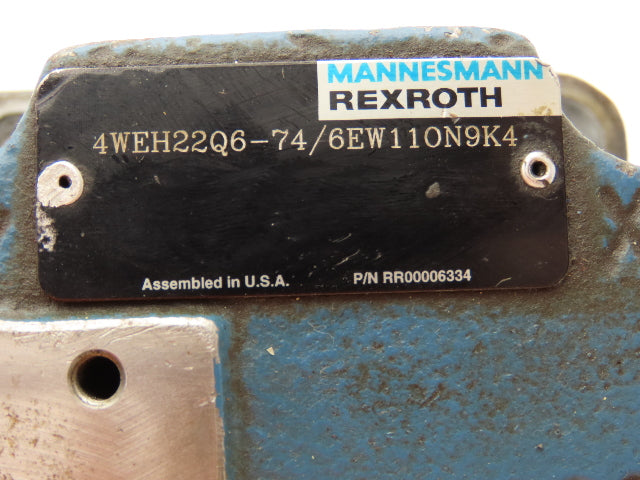 MANNESMANN
REXROTH
4WEH22Q6-74/6EW110N9K4
Assembled in U.S.A. P/N RR00006334